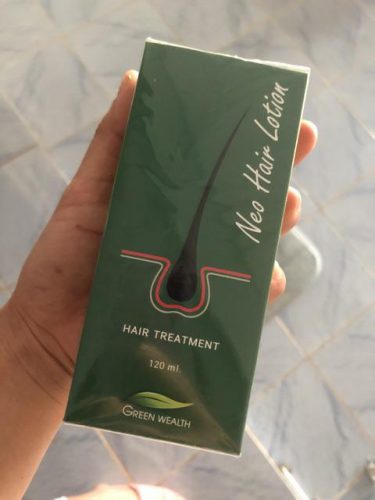 Neo Hair Lotion
HAIR TREATMENT
120 ml.
GREEN WEALTH